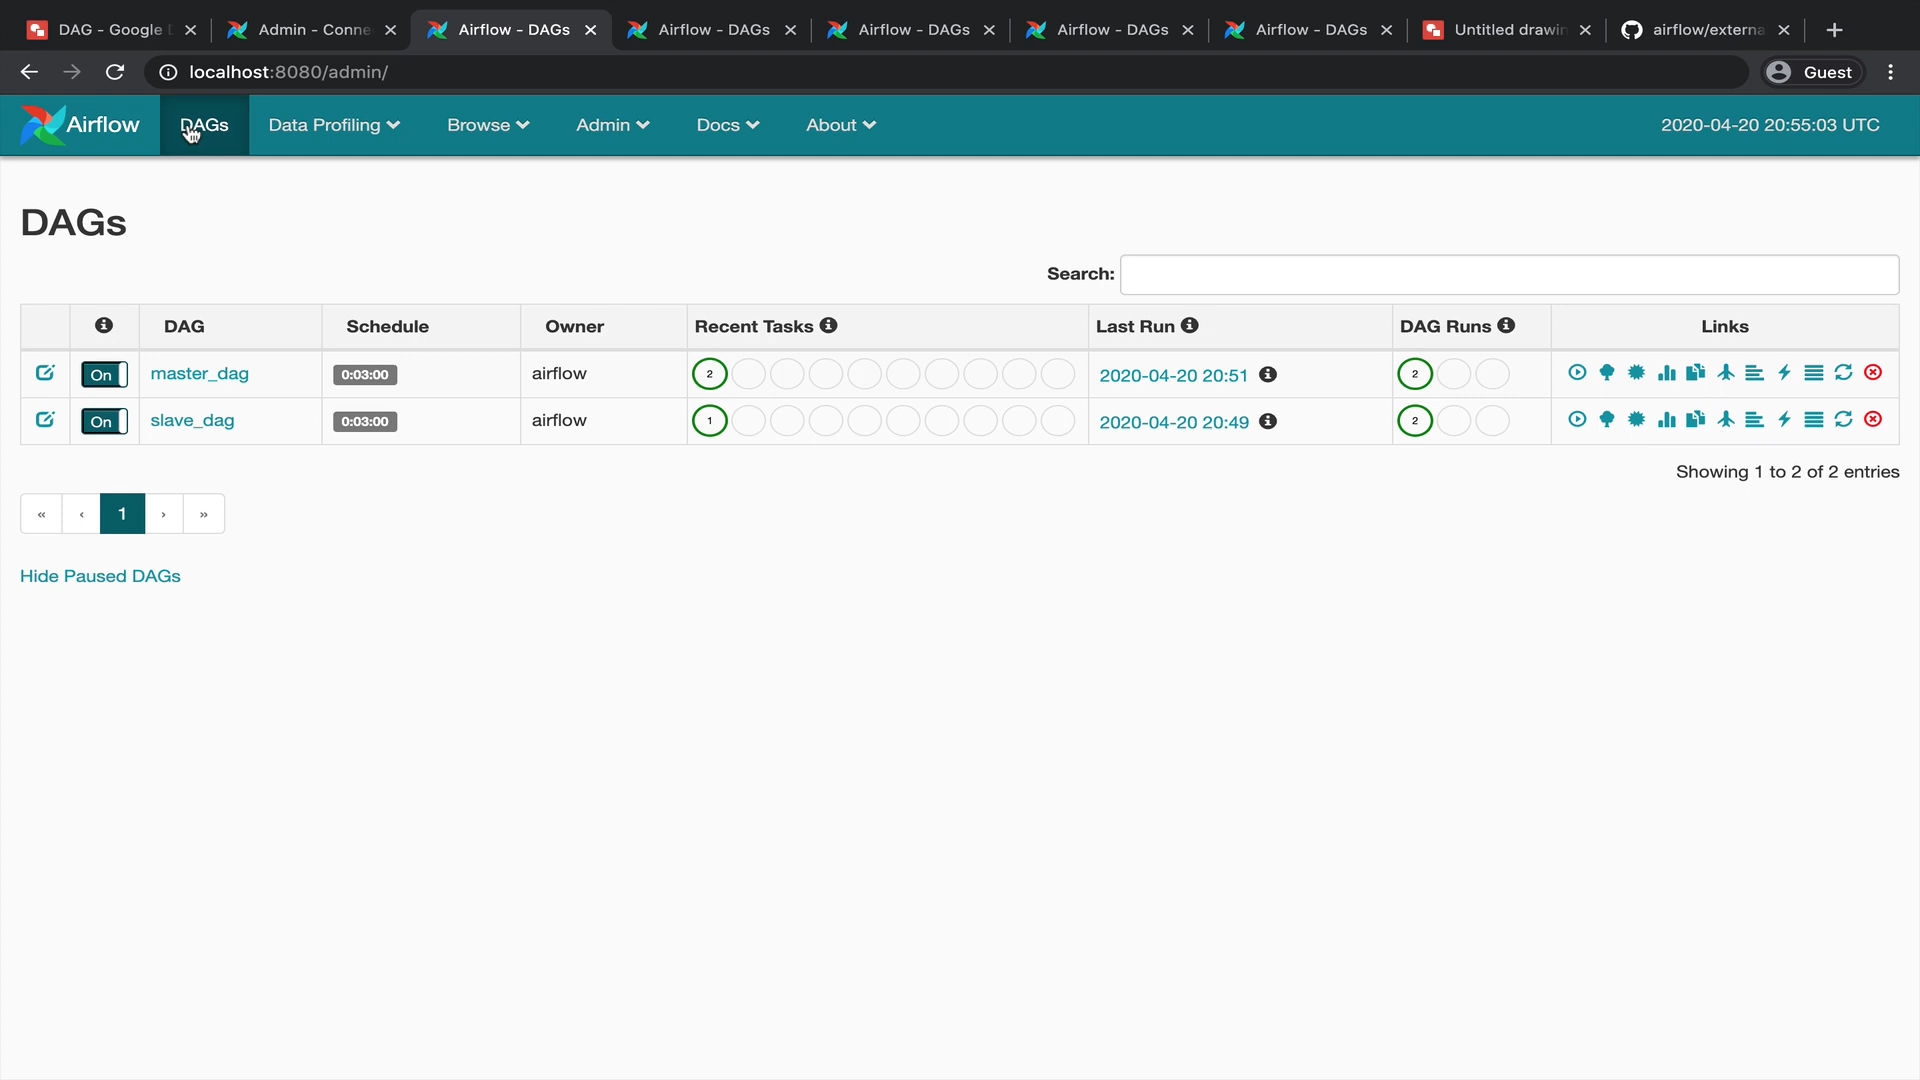 DAG - Google D
Admin - Conne
Airflow - DAGs
Airflow - DAGs
Airflow - DAGs
Airflow - DAGs
Airflow - DAGs
Untitled drawin
airflow/externa
localhost:8080/admin/
Guest
Airflow
DAGs
Data Profiling
Browse
Admin
Docs
About
2020-04-20 20:55:03 UTC
DAGs
Search:
DAG Schedule Owner Recent Tasks Last Run DAG Runs Links
On master_dag 0:03:00 airflow 2 2020-04-20 20:51 2
On slave_dag 0:03:00 airflow 1 2020-04-20 20:49 2
Showing 1 to 2 of 2 entries
« ‹ 1 › »
Hide Paused DAGs